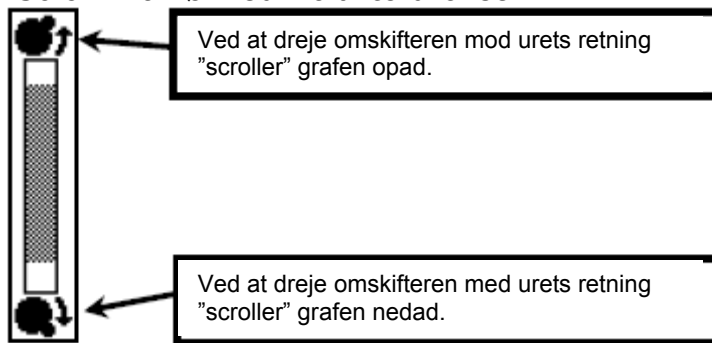 Ved at dreje omskifteren mod urets retning
”scroller” grafen opad.
Ved at dreje omskifteren med urets retning
”scroller” grafen nedad.